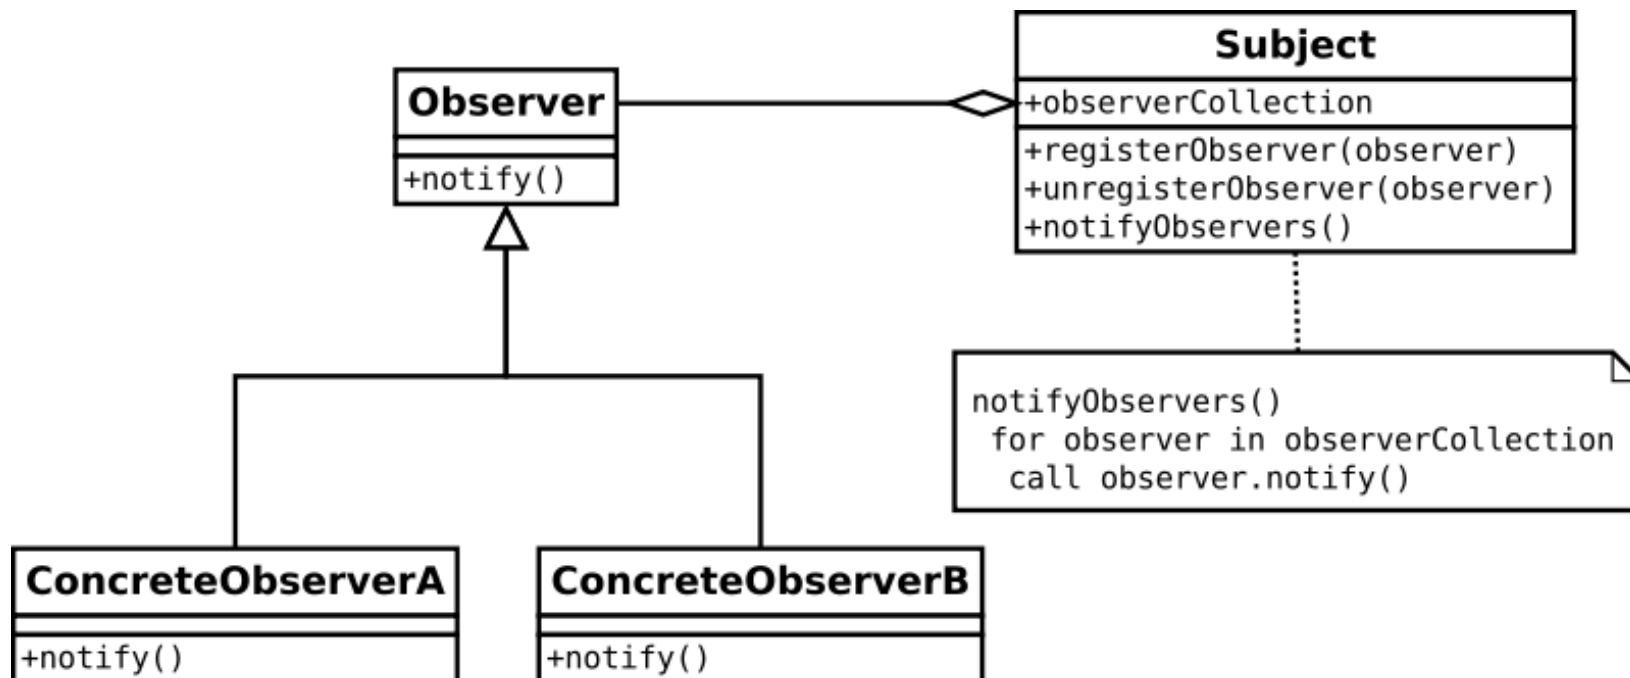 Observer
+notify()
Subject
+observerCollection
+registerObserver(observer)
+unregisterObserver(observer)
+notifyObservers()
notifyObservers()
for observer in observerCollection
call observer.notify()
ConcreteObserverA
+notify()
ConcreteObserverB
+notify()